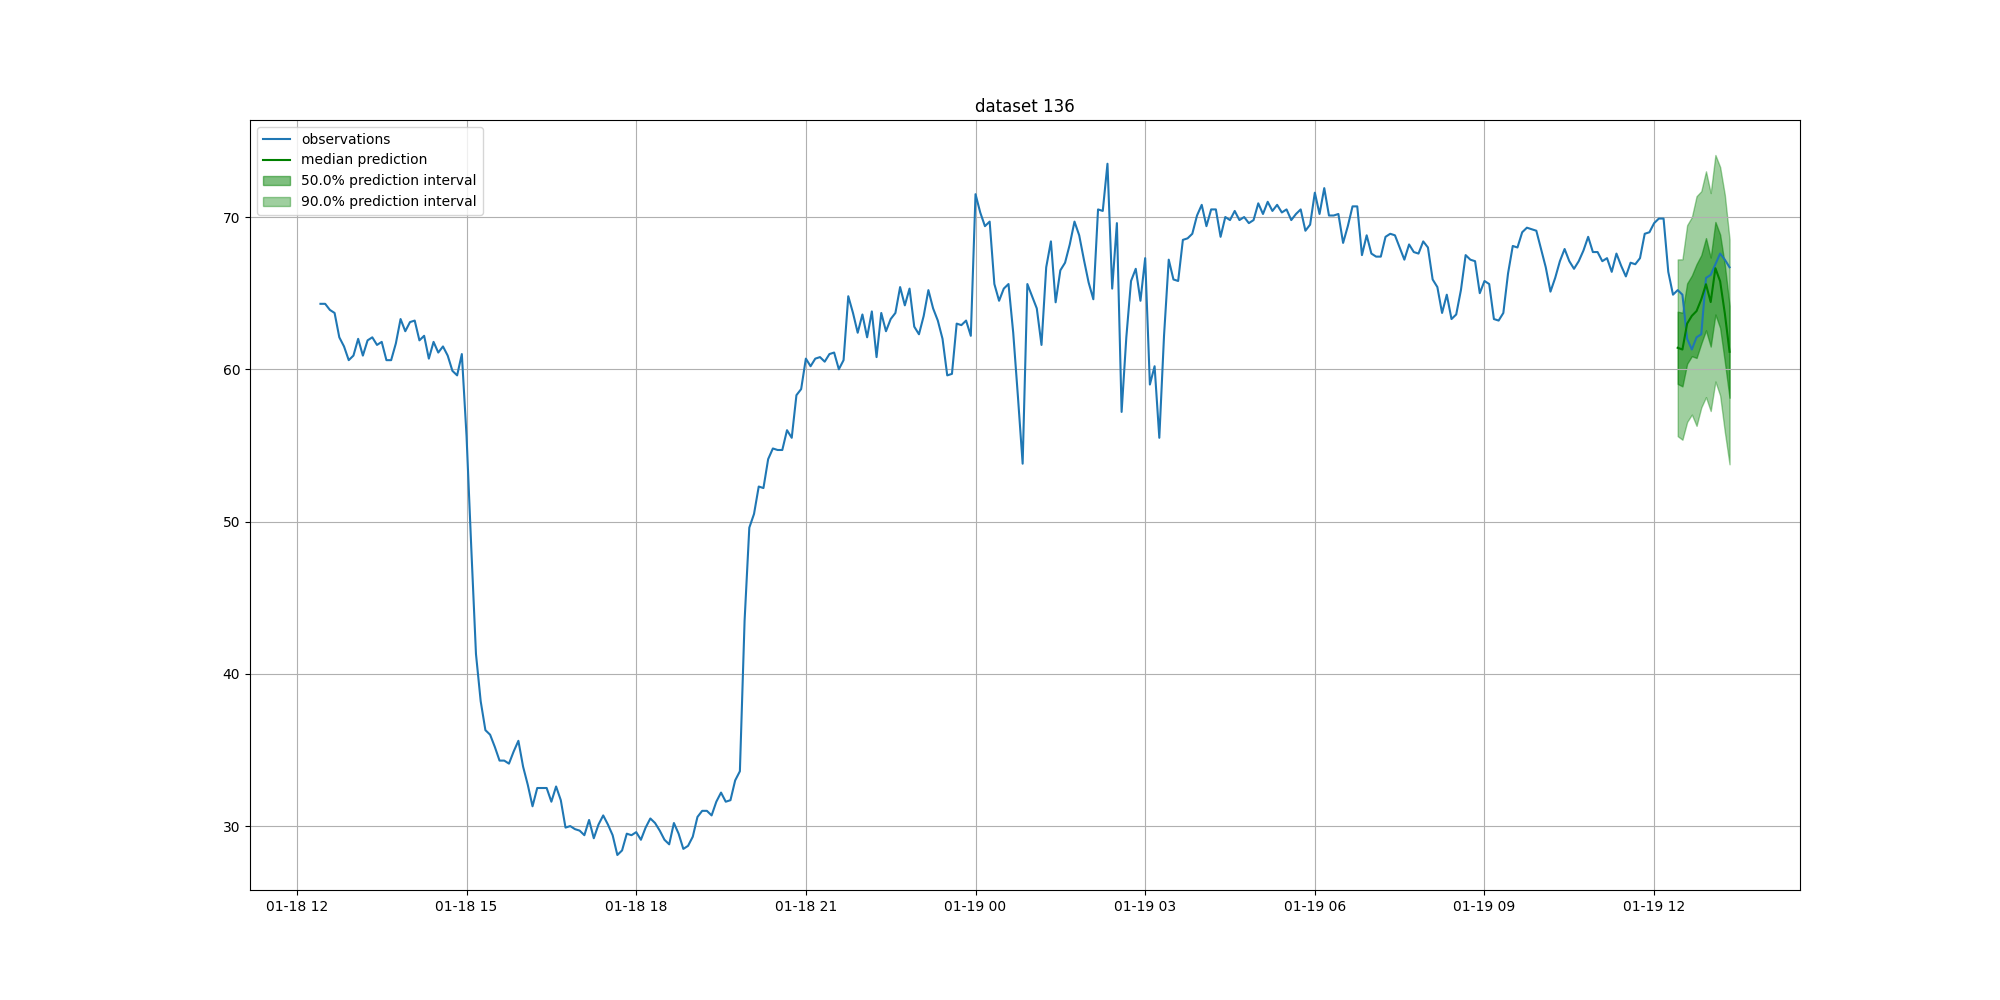 dataset 136
observations
median prediction
50.0% prediction interval
90.0% prediction interval
70
60
50
40
30
01-18 12
01-18 15
01-18 18
01-18 21
01-19 00
01-19 03
01-19 06
01-19 09
01-19 12